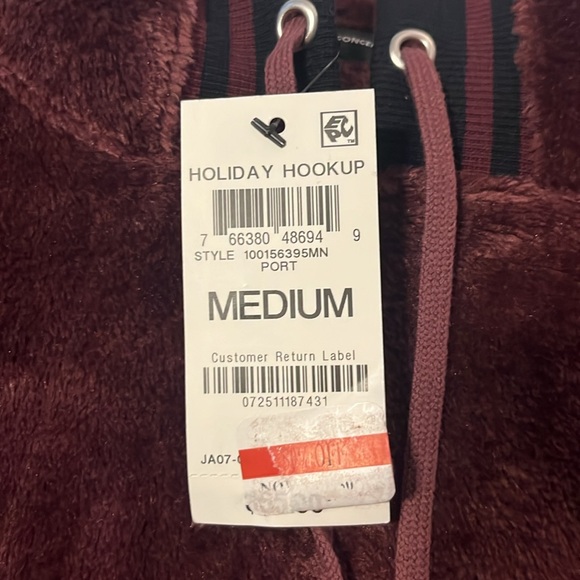 HOLIDAY HOOKUP
7 66380 48694 9
STYLE 100156395MN
PORT
MEDIUM
Customer Return Label
072511187431